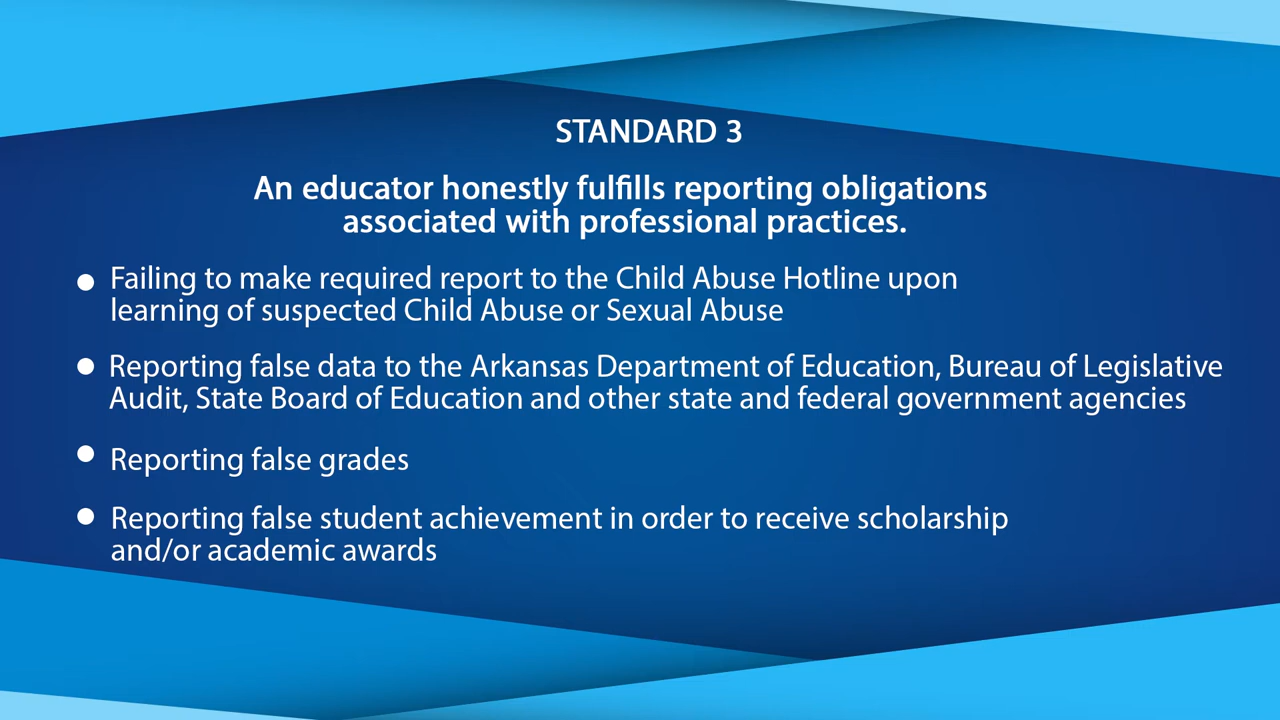 STANDARD 3
An educator honestly fulfills reporting obligations
associated with professional practices.
● Failing to make required report to the Child Abuse Hotline upon
learning of suspected Child Abuse or Sexual Abuse
● Reporting false data to the Arkansas Department of Education, Bureau of Legislative
Audit, State Board of Education and other state and federal government agencies
● Reporting false grades
● Reporting false student achievement in order to receive scholarship
and/or academic awards